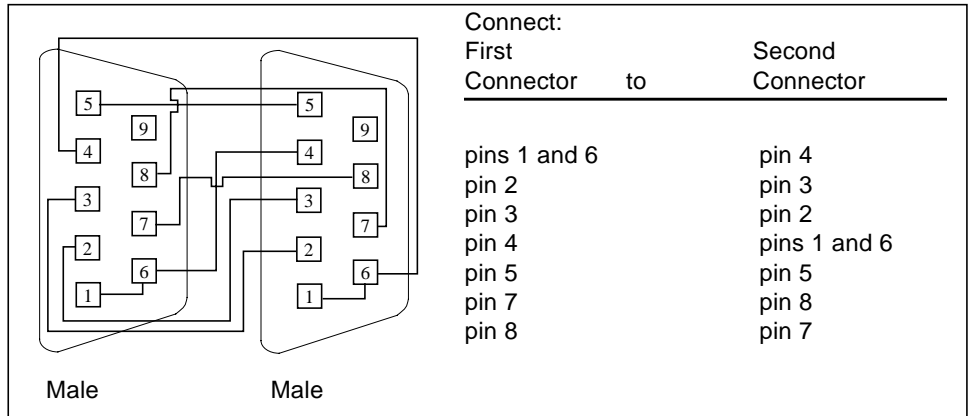 5
9
4
8
3
7
2
6
1
5
9
4
8
3
7
2
6
1
Male Male
Connect:
First Second
Connector to Connector
pins 1 and 6 pin 4
pin 2 pin 3
pin 3 pin 2
pin 4 pins 1 and 6
pin 5 pin 5
pin 7 pin 8
pin 8 pin 7